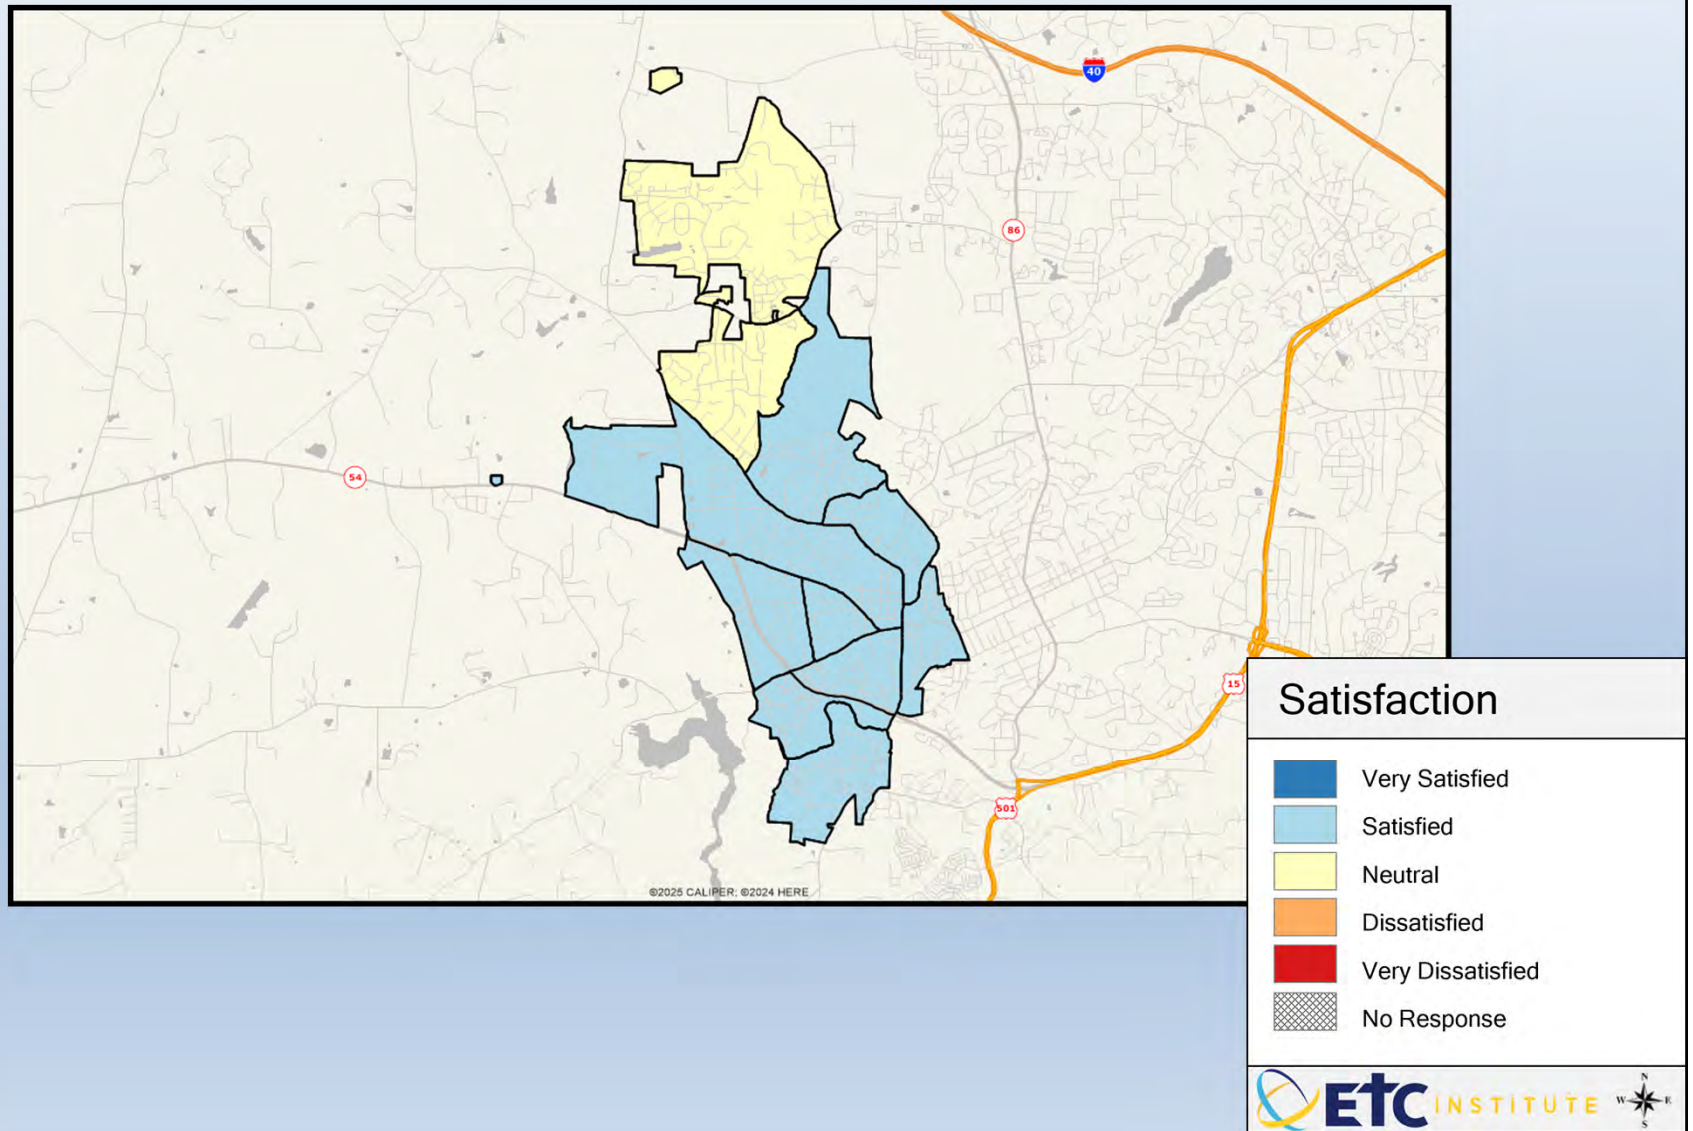 40
86
54
15
501
©2025 CALIPER; ©2024 HERE
Satisfaction
Very Satisfied
Satisfied
Neutral
Dissatisfied
Very Dissatisfied
No Response
ETC INSTITUTE
N
W E
S